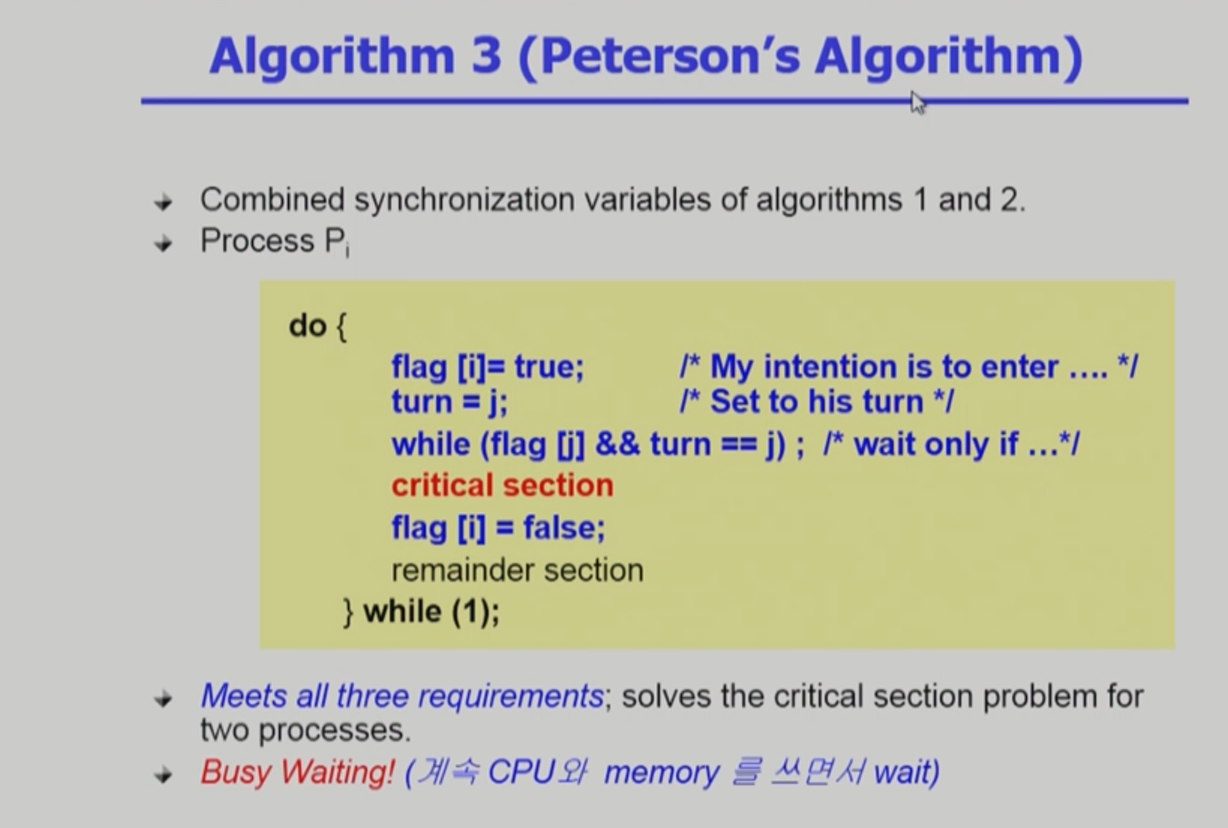 Algorithm 3 (Peterson's Algorithm)
Combined synchronization variables of algorithms 1 and 2.
Process Pi
do {
flag [i]= true; /* My intention is to enter .... */
turn = j; /* Set to his turn */
while (flag [j] && turn == j) ; /* wait only if ...*/
critical section
flag [i] = false;
remainder section
} while (1);
Meets all three requirements; solves the critical section problem for
two processes.
Busy Waiting! (계속 CPU와 memory 를 쓰면서 wait)